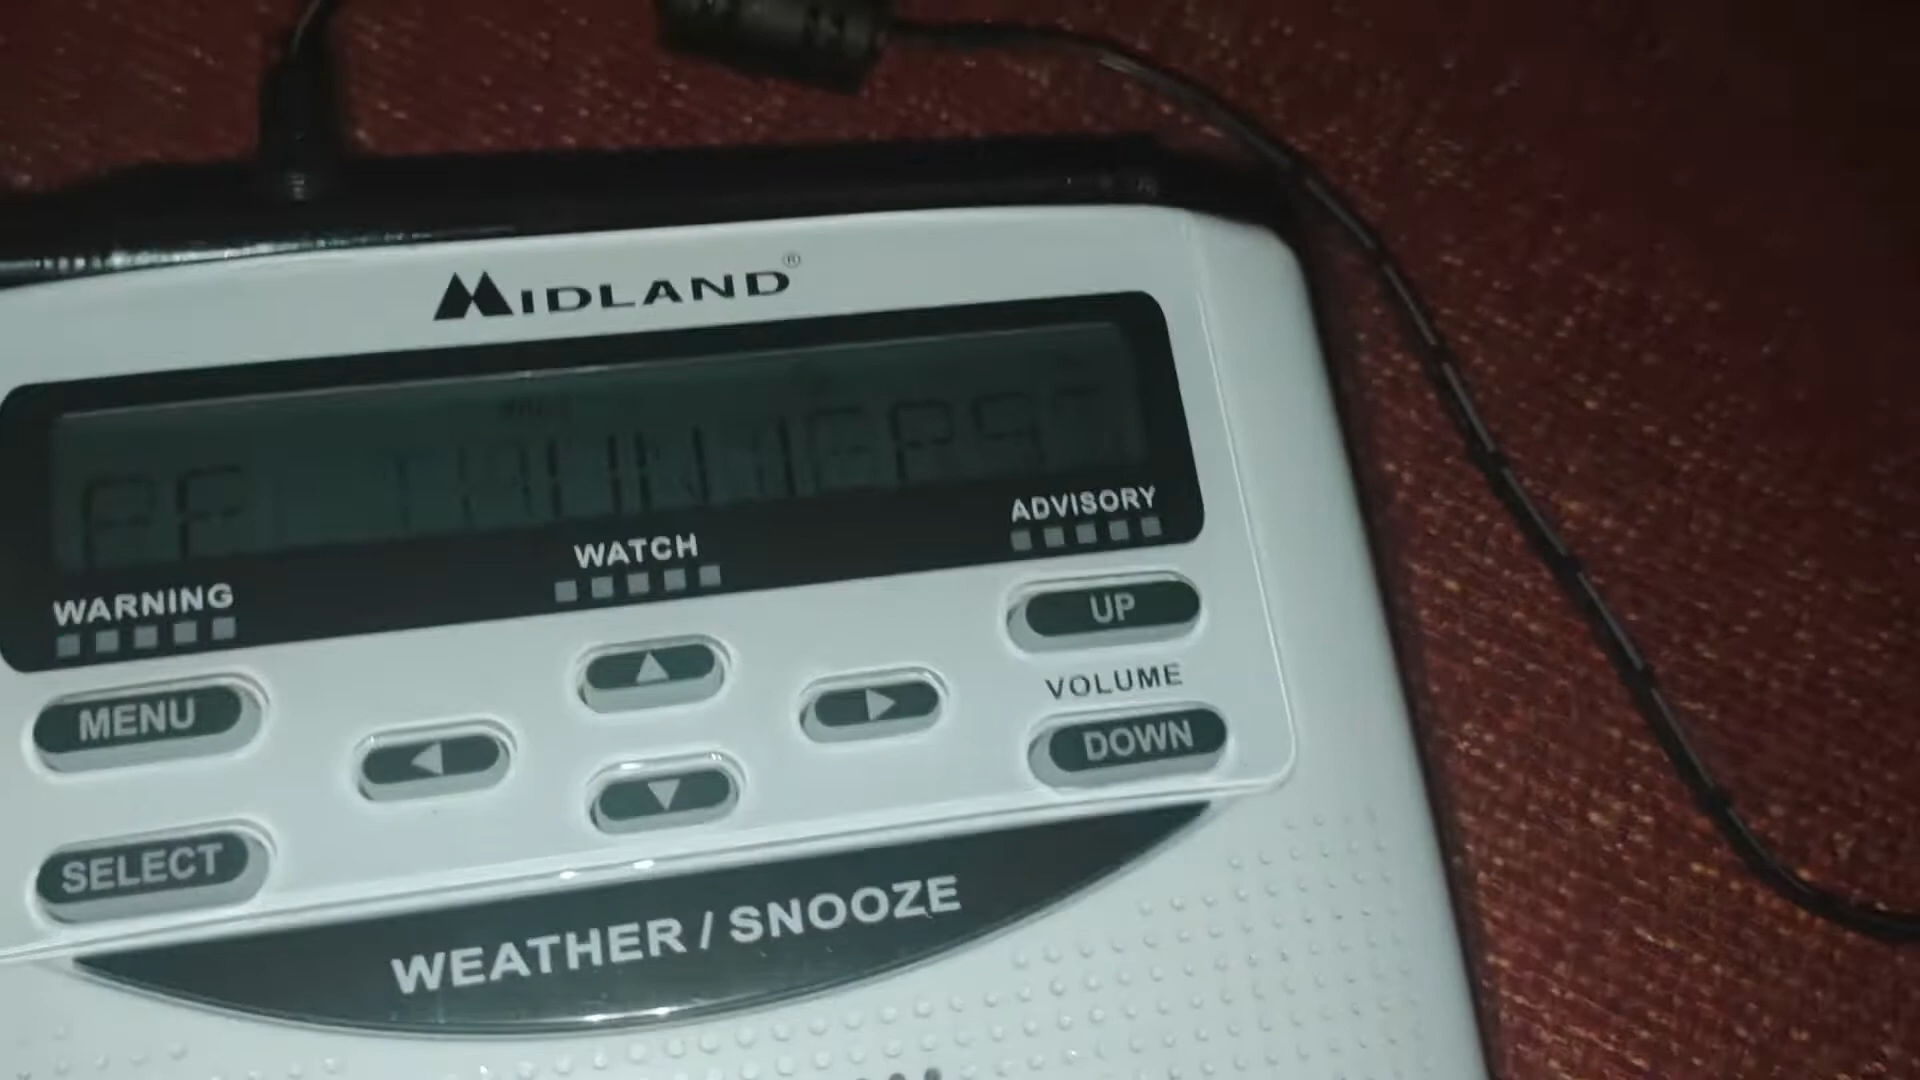 MIDLAND®
WARNING
WATCH
ADVISORY
MENU
UP
VOLUME
DOWN
SELECT
WEATHER / SNOOZE